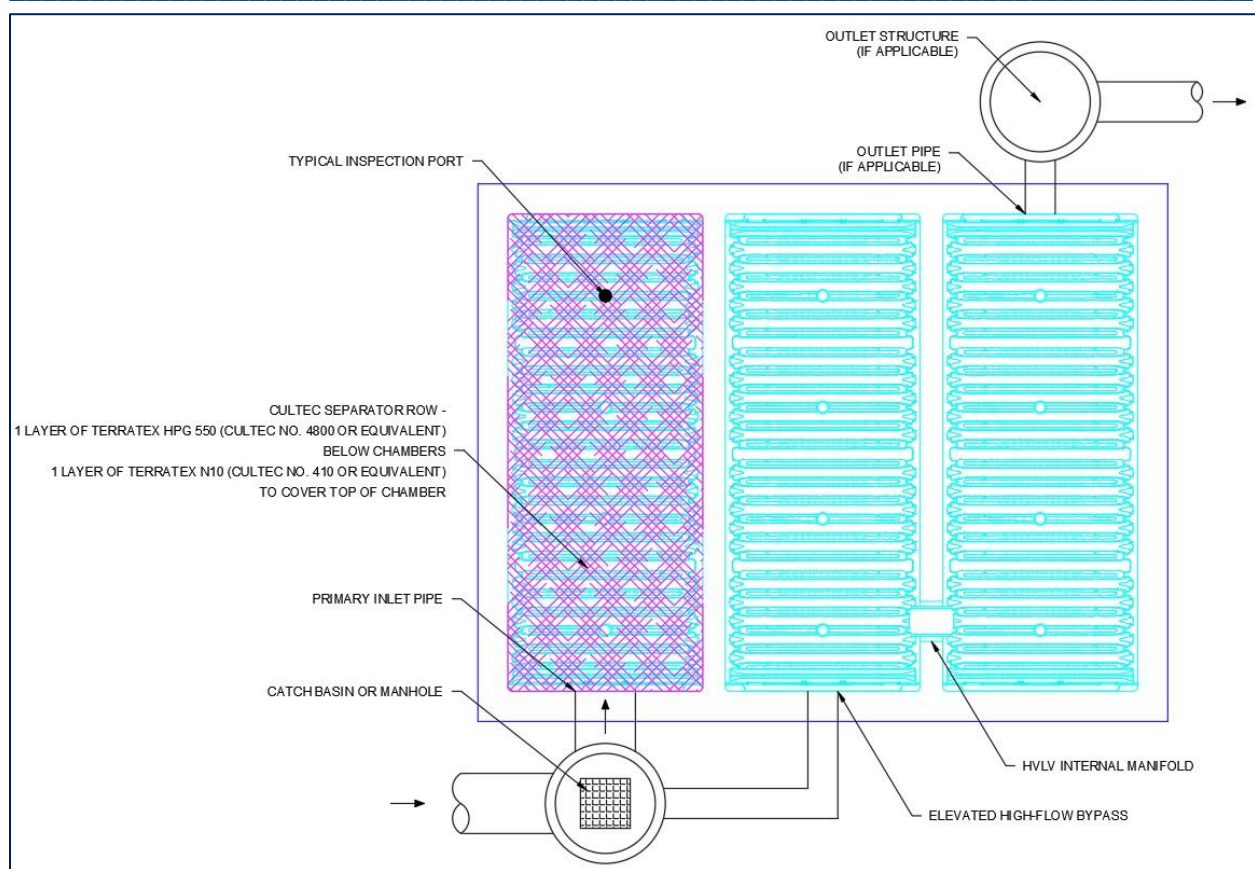 OUTLET STRUCTURE
(IF APPLICABLE)
TYPICAL INSPECTION PORT
OUTLET PIPE
(IF APPLICABLE)
CULTEC SEPARATOR ROW -
1 LAYER OF TERRATEX HPG 550 (CULTEC NO. 4800 OR EQUIVALENT)
BELOW CHAMBERS
1 LAYER OF TERRATEX N10 (CULTEC NO. 410 OR EQUIVALENT)
TO COVER TOP OF CHAMBER
PRIMARY INLET PIPE
CATCH BASIN OR MANHOLE
HVLV INTERNAL MANIFOLD
ELEVATED HIGH-FLOW BYPASS